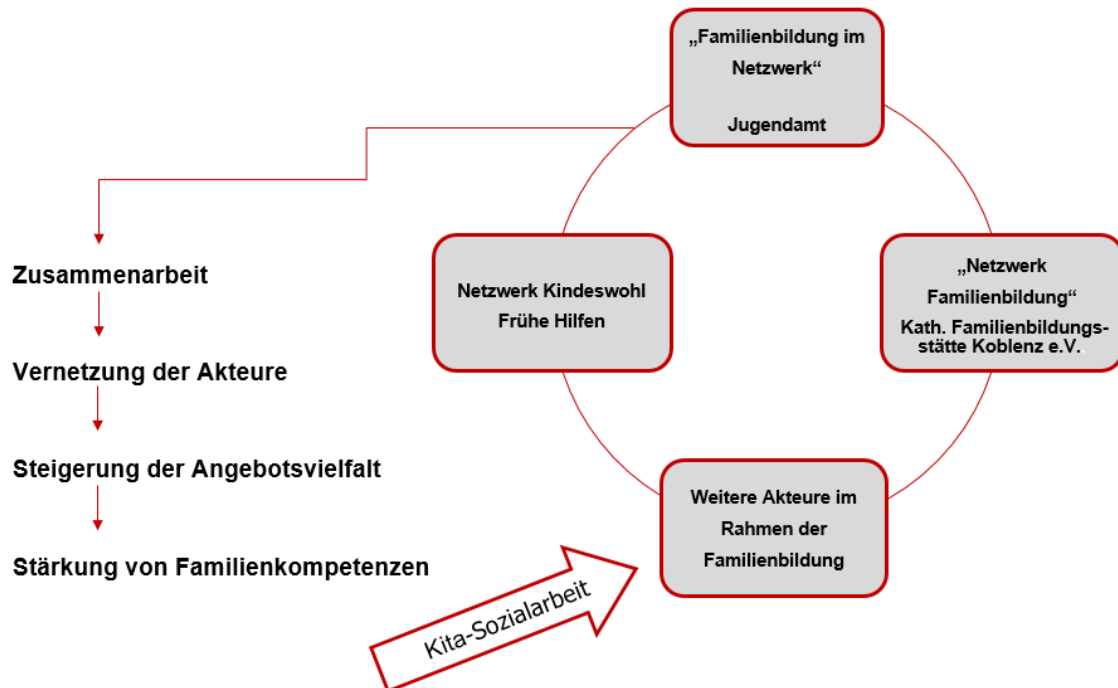 „Familienbildung im
Netzwerk“
Jugendamt
Netzwerk Kindeswohl
Frühe Hilfen
„Netzwerk
Familienbildung“
Kath. Familienbildungs-
stätte Koblenz e.V.
Weitere Akteure im
Rahmen der
Familienbildung
Zusammenarbeit
Vernetzung der Akteure
Steigerung der Angebotsvielfalt
Stärkung von Familienkompetenzen
Kita-Sozialarbeit